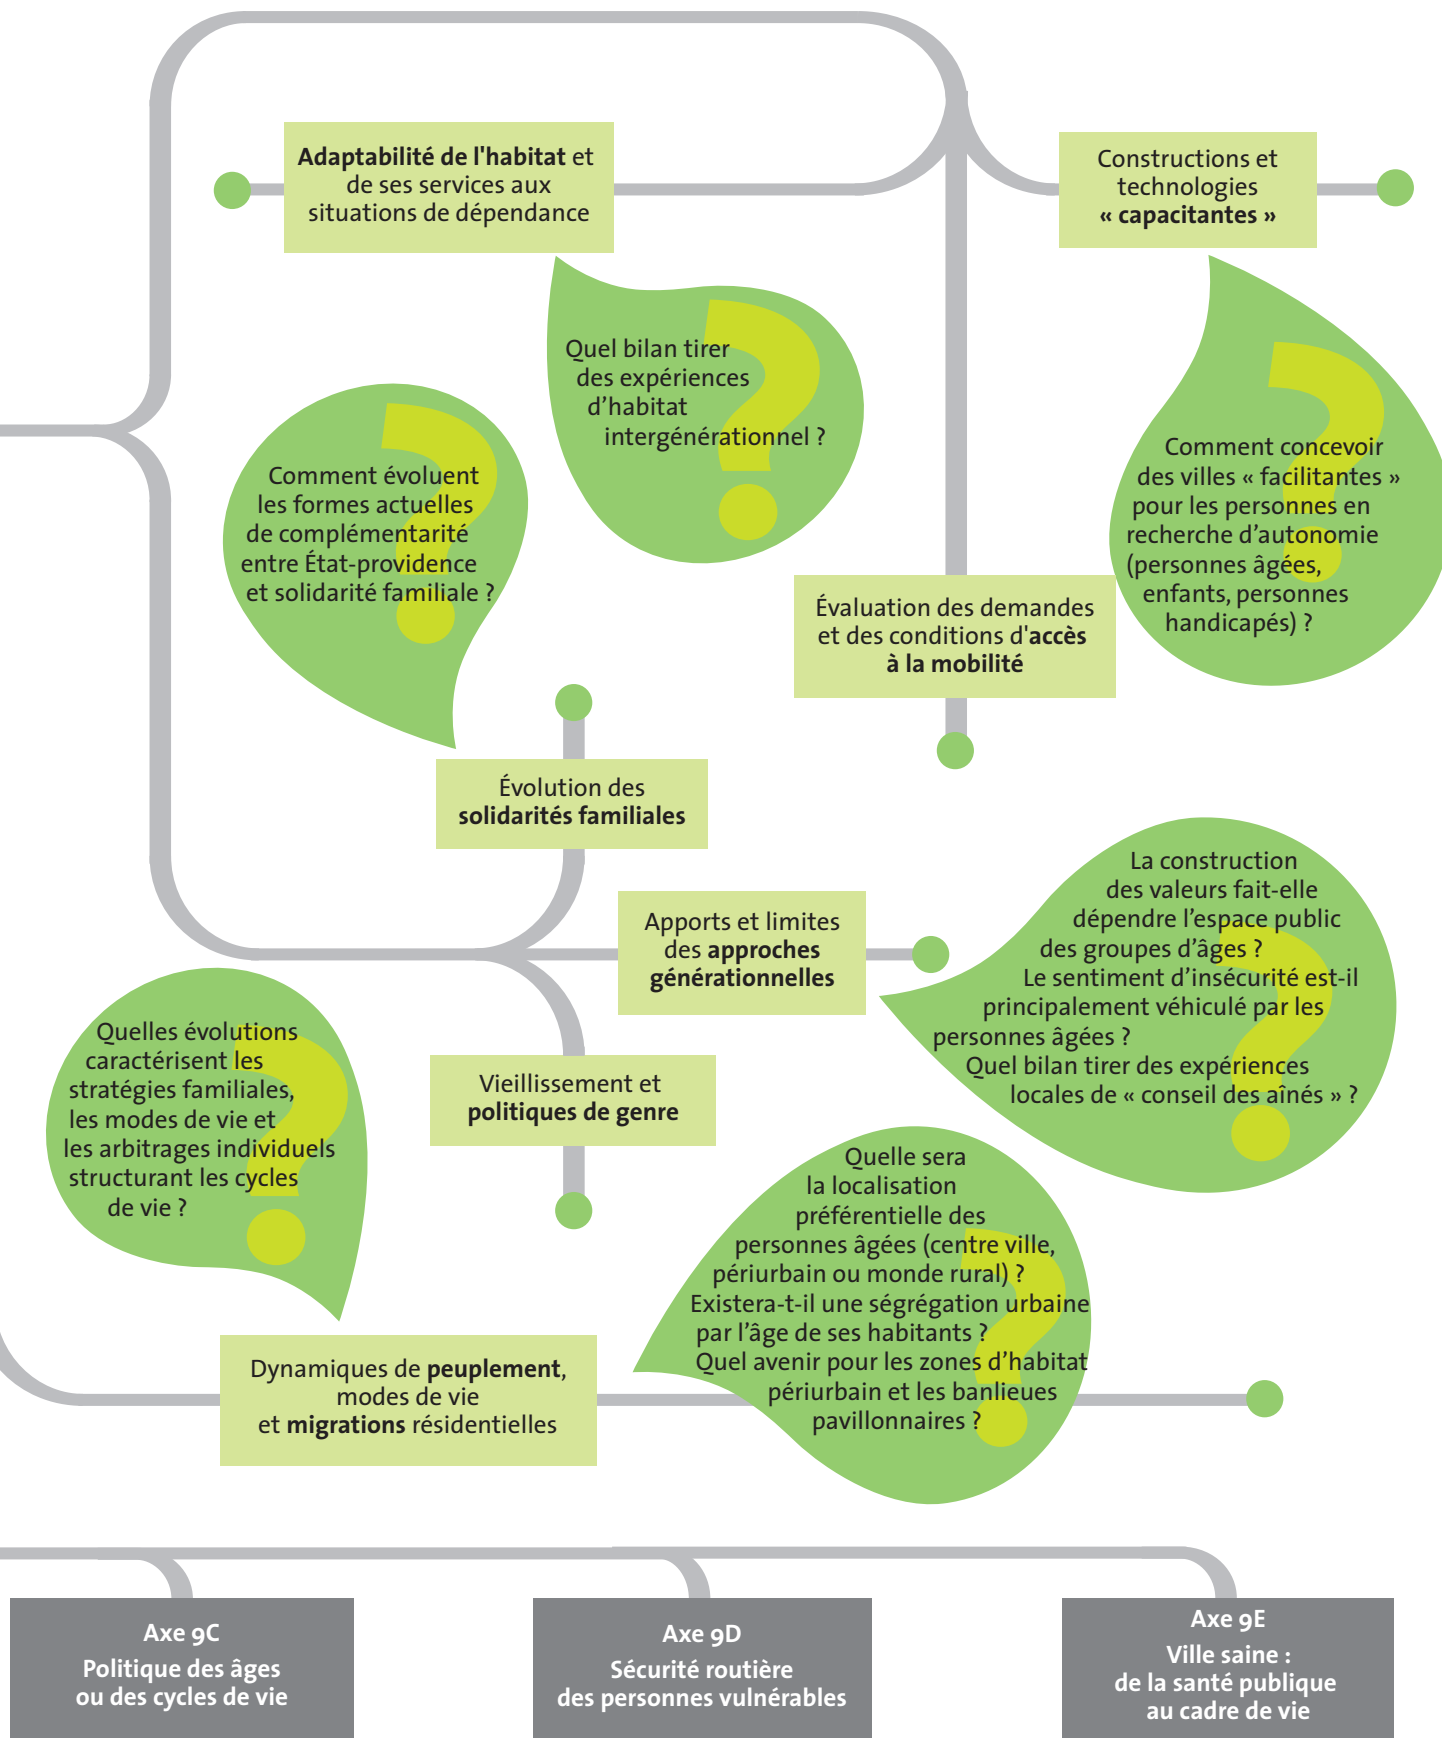 Adaptabilité de l'habitat et
de ses services aux
situations de dépendance
Constructions et
technologies
« capacitantes »
Quel bilan tirer
des expériences
d’habitat
intergénérationnel ?
Comment évoluent
les formes actuelles
de complémentarité
entre État-providence
et solidarité familiale ?
Comment concevoir
des villes « facilitantes »
pour les personnes en
recherche d’autonomie
(personnes âgées,
enfants, personnes
handicapés) ?
Évaluation des demandes
et des conditions d'accès
à la mobilité
Évolution des
solidarités familiales
Apports et limites
des approches
générationnelles
La construction
des valeurs fait-elle
dépendre l’espace public
des groupes d’âges ?
Le sentiment d’insécurité est-il
principalement véhiculé par les
personnes âgées ?
Quel bilan tirer des expériences
locales de « conseil des aînés » ?
Quelles évolutions
caractérisent les
stratégies familiales,
les modes de vie et
les arbitrages individuels
structurant les cycles
de vie ?
Vieillissement et
politiques de genre
Quelle sera
la localisation
préférentielle des
personnes âgées (centre ville,
périurbain ou monde rural) ?
Existera-t-il une ségrégation urbaine
par l’âge de ses habitants ?
Quel avenir pour les zones d’habitat
périurbain et les banlieues
pavillonnaires ?
Dynamiques de peuplement,
modes de vie
et migrations résidentielles
Axe 9C
Politique des âges
ou des cycles de vie
Axe 9D
Sécurité routière
des personnes vulnérables
Axe 9E
Ville saine :
de la santé publique
au cadre de vie